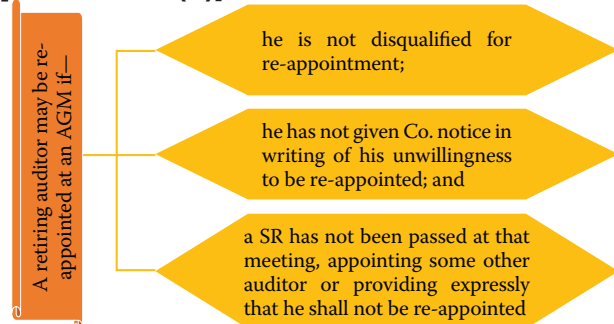 A retiring auditor may be re-
appointed at an AGM if—
he is not disqualified for
re-appointment;
he has not given Co. notice in
writing of his unwillingness
to be re-appointed; and
a SR has not been passed at that
meeting, appointing some other
auditor or providing expressly
that he shall not be re-appointed